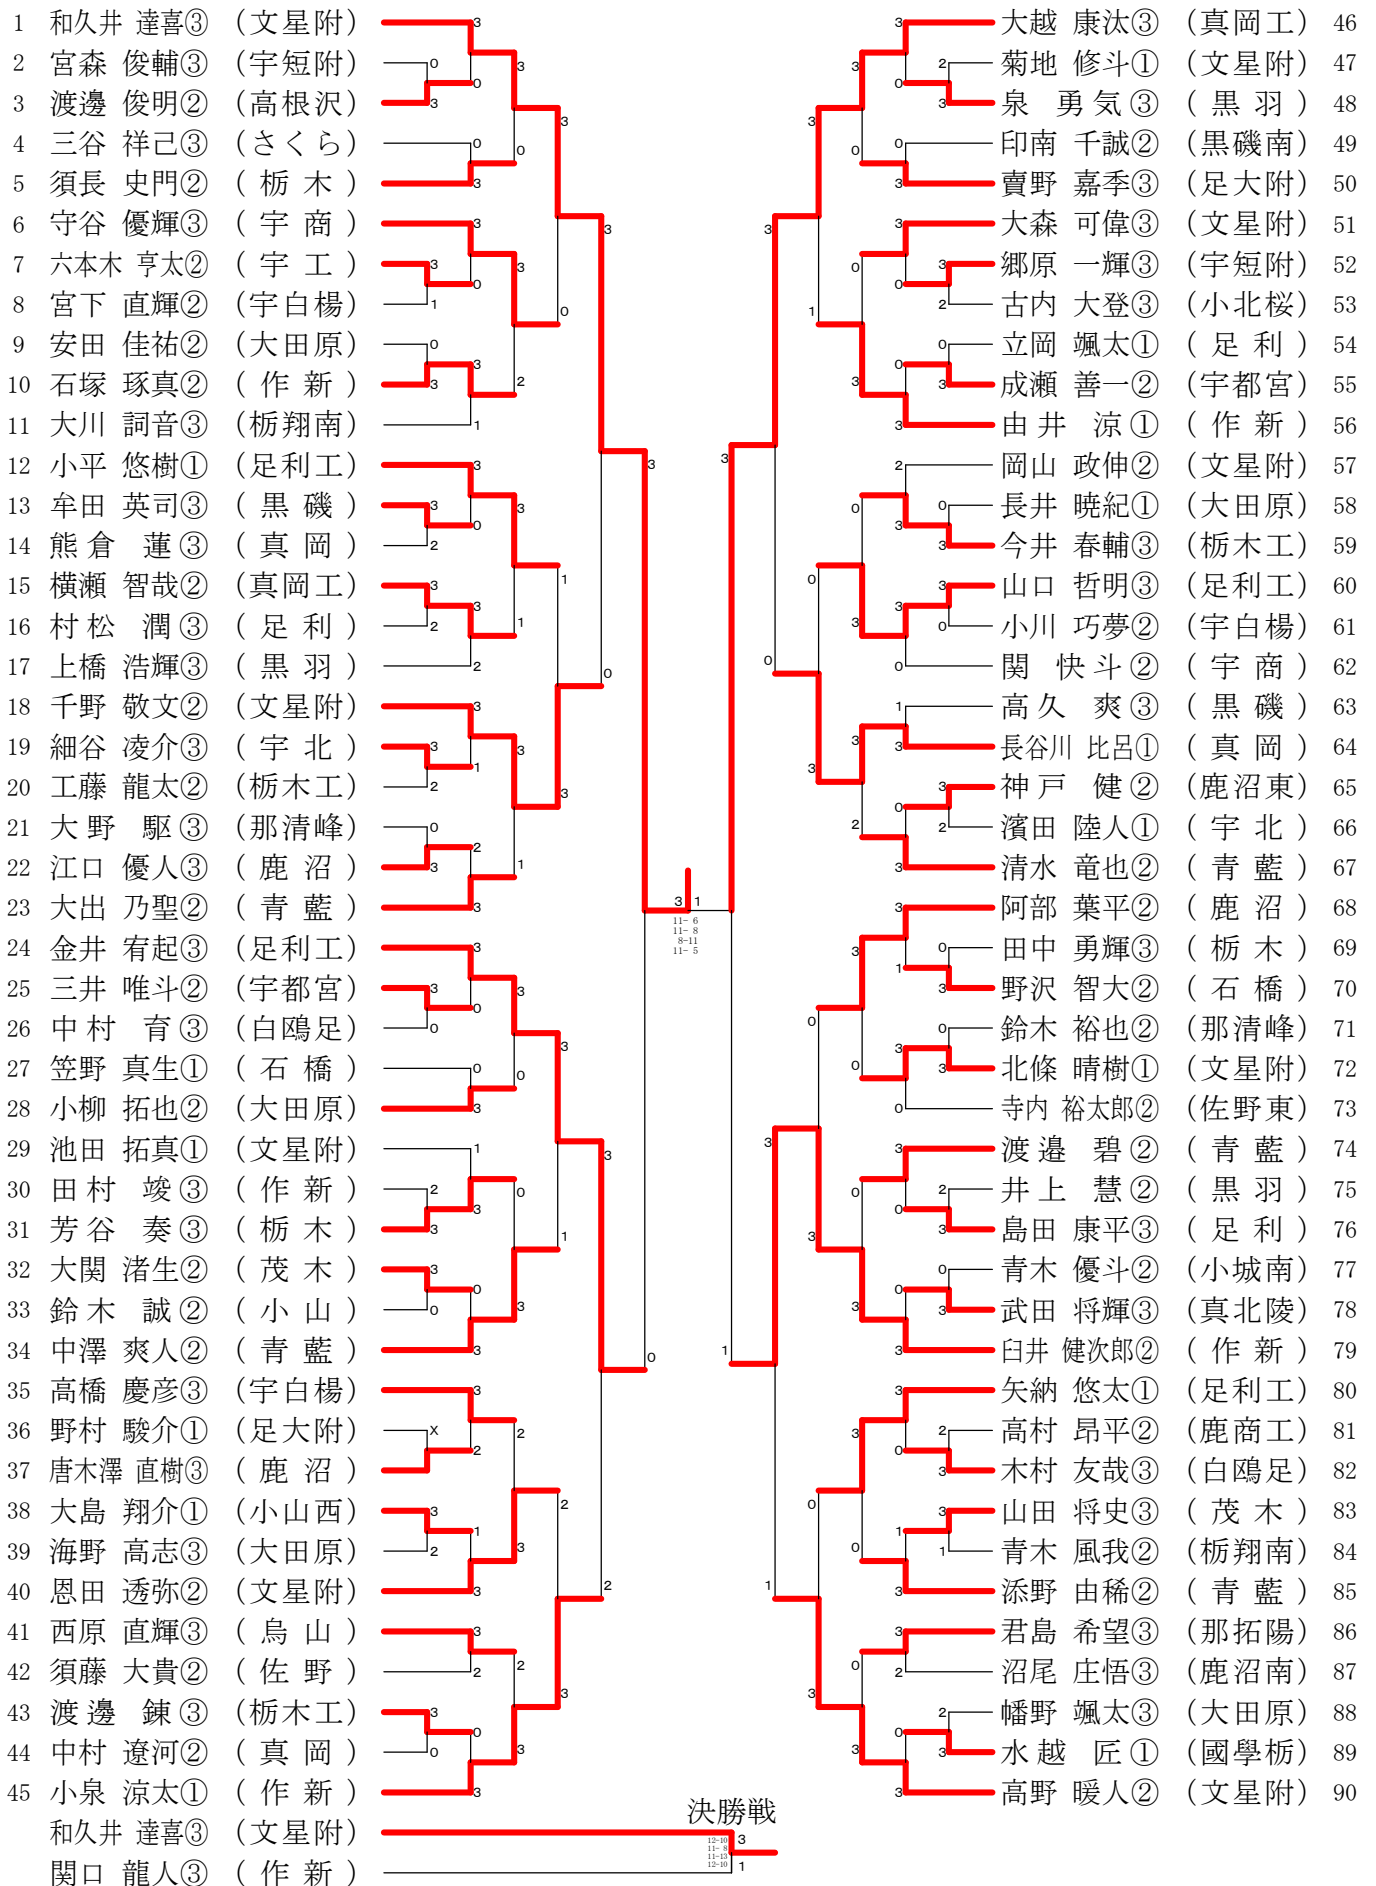 1 和久井 達喜③ (文星附)
2 宮森 俊輔③ (宇短附)
3 渡邊 俊明② (高根沢)
4 三谷 祥己③ (さくら)
5 須長 史門② (栃木)
6 守谷 優輝③ (宇商)
7 六本木 亨太② (宇工)
8 宮下 直輝② (宇白楊)
9 安田 佳祐② (大田原)
10 石塚 琢真② (作新)
11 大川 詞音③ (栃翔南)
12 小平 悠樹① (足利工)
13 牟田 英司③ (黒磯)
14 熊倉 蓮③ (真岡)
15 横瀬 智哉② (真岡工)
16 村松 潤③ (足利)
17 上橋 浩輝③ (黒羽)
18 千野 敬文② (文星附)
19 細谷 凌介③ (宇北)
20 工藤 龍太② (栃木工)
21 大野 駆③ (那清峰)
22 江口 優人③ (鹿沼)
23 大出 乃聖② (青藍)
24 金井 宥起③ (足利工)
25 三井 唯斗② (宇都宮)
26 中村 育③ (白鴎足)
27 笠野 真生① (石橋)
28 小柳 拓也② (大田原)
29 池田 拓真① (文星附)
30 田村 竣③ (作新)
31 芳谷 奏③ (栃木)
32 大関 渚生② (茂木)
33 鈴木 誠② (小山)
34 中澤 爽人② (青藍)
35 高橋 慶彦③ (宇白楊)
36 野村 駿介① (足大附)
37 唐木澤 直樹③ (鹿沼)
38 大島 翔介① (小山西)
39 海野 高志③ (大田原)
40 恩田 透弥② (文星附)
41 西原 直輝③ (烏山)
42 須藤 大貴② (佐野)
43 渡邊 錬③ (栃木工)
44 中村 遼河② (真岡)
45 小泉 涼太① (作新)
大越 康汰③ (真岡工) 46
菊地 修斗① (文星附) 47
泉 勇気③ (黒羽) 48
印南 千誠② (黒磯南) 49
賣野 嘉季③ (足大附) 50
大森 可偉③ (文星附) 51
郷原 一輝③ (宇短附) 52
古内 大登③ (小北桜) 53
立岡 颯太① (足利) 54
成瀬 善一② (宇都宮) 55
由井 涼① (作新) 56
岡山 政伸② (文星附) 57
長井 暁紀① (大田原) 58
今井 春輔③ (栃木工) 59
山口 哲明③ (足利工) 60
小川 巧夢② (宇白楊) 61
関 快斗② (宇商) 62
高久 爽③ (黒磯) 63
長谷川 比呂① (真岡) 64
神戸 健② (鹿沼東) 65
濱田 陸人① (宇北) 66
清水 竜也② (青藍) 67
阿部 葉平② (鹿沼) 68
田中 勇輝③ (栃木) 69
野沢 智大② (石橋) 70
鈴木 裕也② (那清峰) 71
北條 晴樹① (文星附) 72
寺内 裕太郎② (佐野東) 73
渡邉 碧② (青藍) 74
井上 慧② (黒羽) 75
島田 康平③ (足利) 76
青木 優斗② (小城南) 77
武田 将輝③ (真北陵) 78
臼井 健次郎② (作新) 79
矢納 悠太① (足利工) 80
高村 昂平② (鹿商工) 81
木村 友哉③ (白鴎足) 82
山田 将史③ (茂木) 83
青木 風我② (栃翔南) 84
添野 由稀② (青藍) 85
君島 希望③ (那拓陽) 86
沼尾 庄悟③ (鹿沼南) 87
幡野 颯太③ (大田原) 88
水越 匠① (國學栃) 89
高野 暖人② (文星附) 90
3 1
11- 6
11- 8
8-11
11- 5
決勝戦
和久井 達喜③ (文星附)
関口 龍人③ (作新)
12-10
11- 8
11-13
12-10
3
1